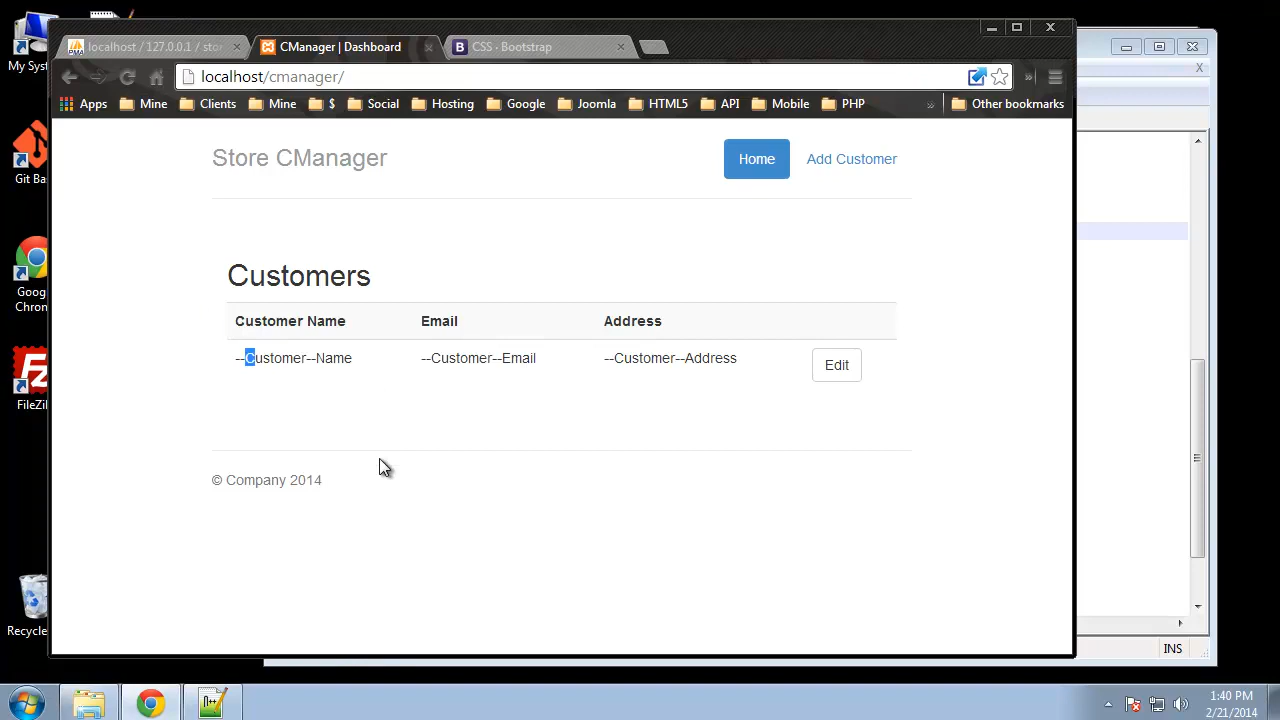 My Sys
Git Ba
Goog
Chron
FileZil
Recycle
PMA localhost / 127.0.0.1 / stor
CManager | Dashboard
B CSS · Bootstrap
localhost/cmanager/
Apps Mine Clients Mine $ Social Hosting Google Joomla HTML5 API Mobile PHP » Other bookmarks
Store CManager
Home Add Customer
Customers
Customer Name Email Address
--Customer--Name --Customer--Email --Customer--Address Edit
© Company 2014
INS
1:40 PM
2/21/2014